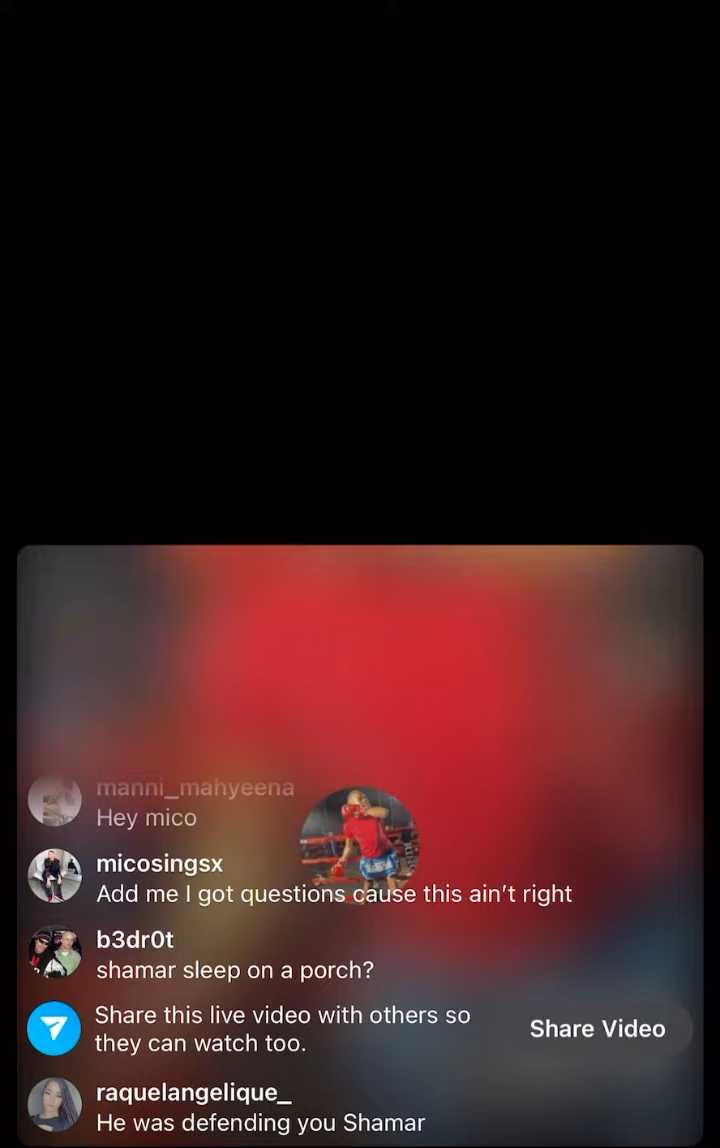 manni_mahyeena
Hey mico
micosingsx
Add me I got questions cause this ain't right
b3dr0t
shamar sleep on a porch?
Share this live video with others so
they can watch too.
Share Video
raquelangelique_
He was defending you Shamar